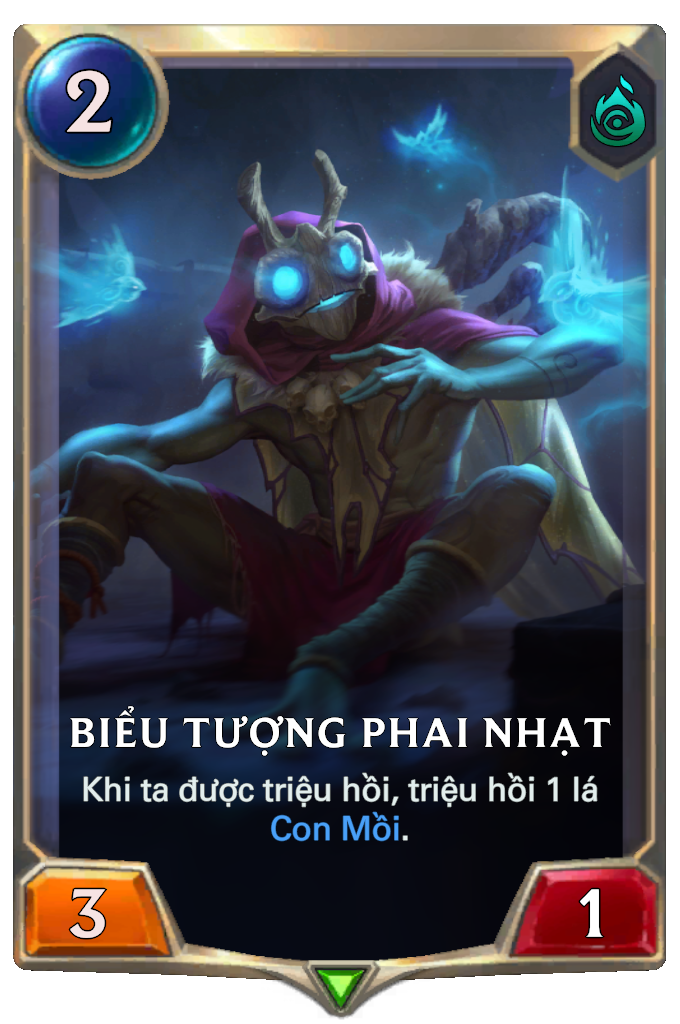 2
BIỂU TƯỢNG PHAI NHẠT
Khi ta được triệu hồi, triệu hồi 1 lá
Con Mồi.
3
1